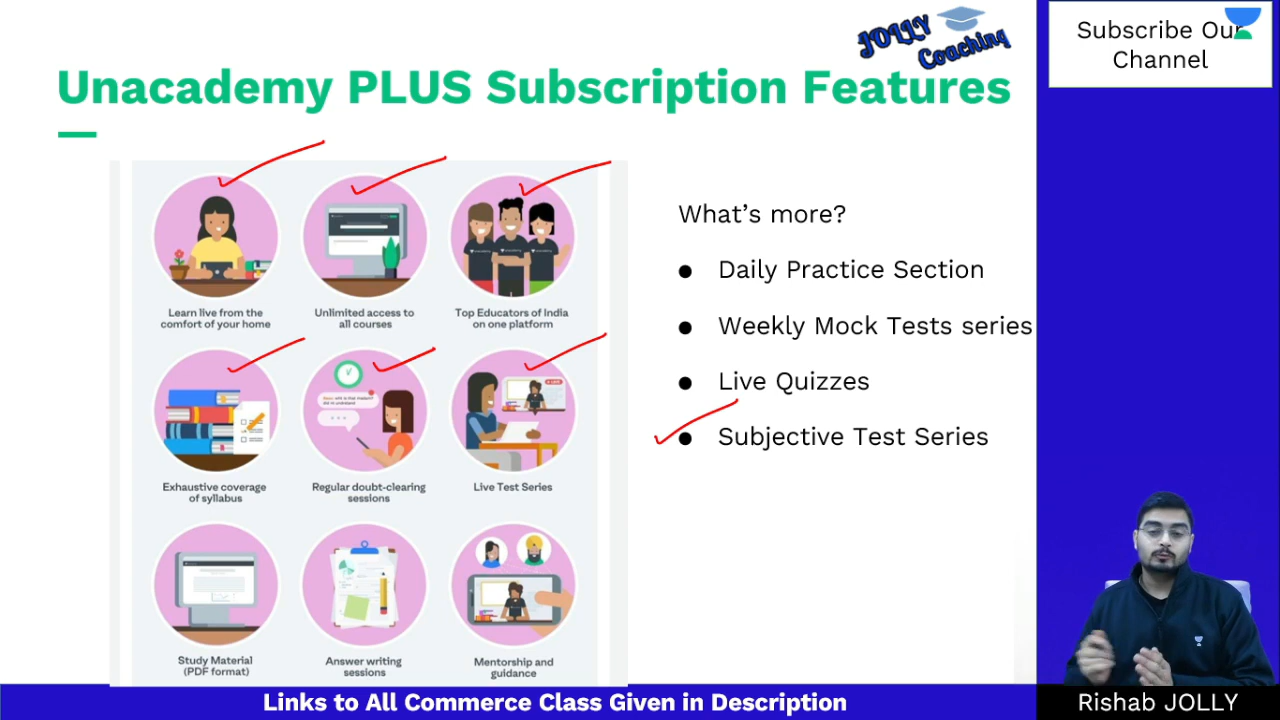 JOLLY
Coaching
Subscribe Our
Channel
Unacademy PLUS Subscription Features
Learn live from the
comfort of your home
Unlimited access to
all courses
Top Educators of India
on one platform
What's more?
● Daily Practice Section
● Weekly Mock Tests series
● Live Quizzes
● Subjective Test Series
Exhaustive coverage
of syllabus
Regular doubt-clearing
sessions
Live Test Series
Study Material
(PDF format)
Answer writing
sessions
Mentorship and
guidance
Links to All Commerce Class Given in Description
Rishab JOLLY